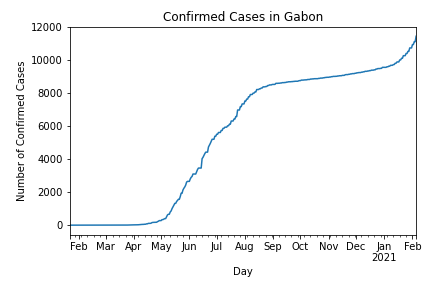 Confirmed Cases in Gabon
12000
10000
8000
6000
4000
2000
0
Number of Confirmed Cases
Feb Mar Apr May Jun Jul Aug Sep Oct Nov Dec Jan Feb
2021
Day